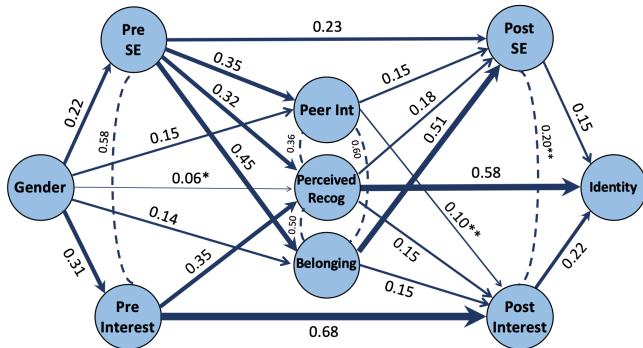 Pre
SE
0.23
Post
SE
0.35
0.15
0.22
0.32
Peer Int
0.18
0.58
0.15
0.36
0.60
0.51
0.20**
0.15
0.45
Gender
0.06*
Perceived
Recog
0.58
Identity
0.14
0.50
0.10**
0.31
0.35
Belonging
0.15
0.15
0.22
Pre
Interest
0.68
Post
Interest